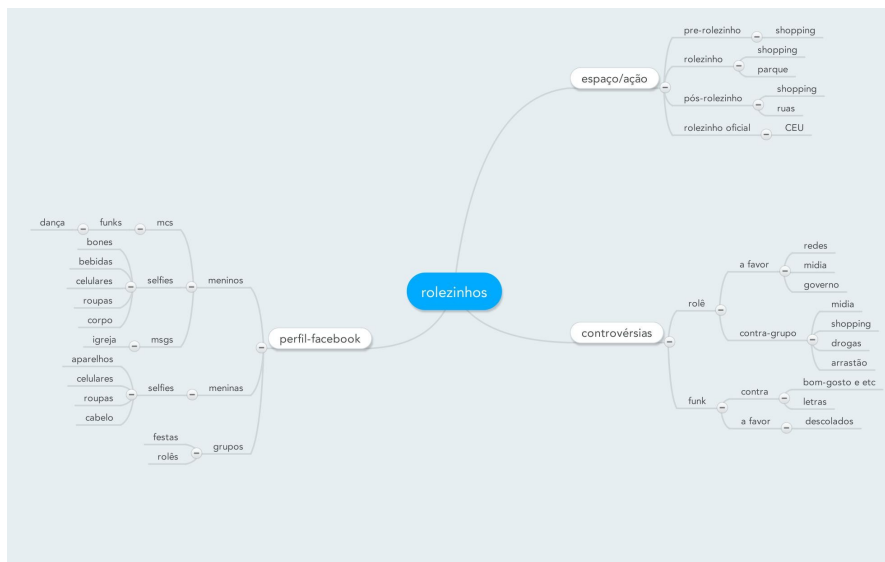 rolezinhos
espaço/ação
pre-rolezinho
shopping
rolezinho
shopping
parque
pós-rolezinho
shopping
ruas
rolezinho oficial
CEU
controvérsias
rolê
a favor
redes
midia
governo
contra-grupo
midia
shopping
drogas
arrastão
funk
contra
bom-gosto e etc
letras
a favor
descolados
perfil-facebook
meninos
mcs
funks
dança
selfies
bones
bebidas
celulares
roupas
corpo
msgs
igreja
meninas
selfies
aparelhos
celulares
roupas
cabelo
grupos
festas
rolês